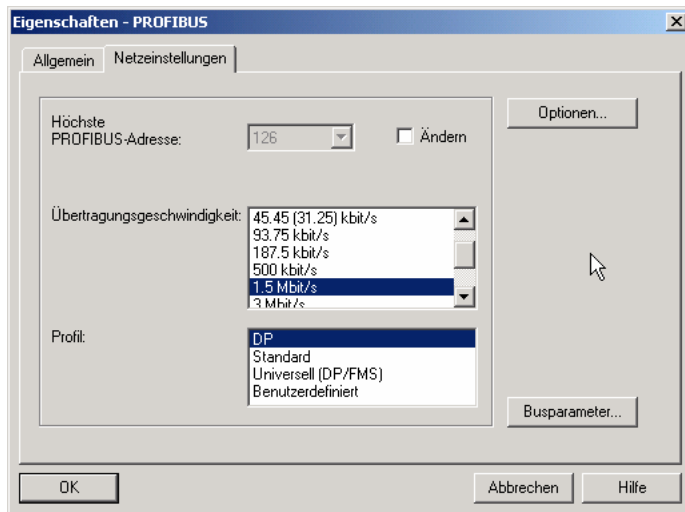 Eigenschaften - PROFIBUS
Allgemein
Netzeinstellungen
Höchste
PROFIBUS-Adresse:
126
Ändern
Optionen...
Übertragungsgeschwindigkeit:
45.45 (31.25) kbit/s
93.75 kbit/s
187.5 kbit/s
500 kbit/s
1.5 Mbit/s
3 Mbit/s
Profil:
DP
Standard
Universell (DP/FMS)
Benutzerdefiniert
Busparameter...
OK
Abbrechen
Hilfe